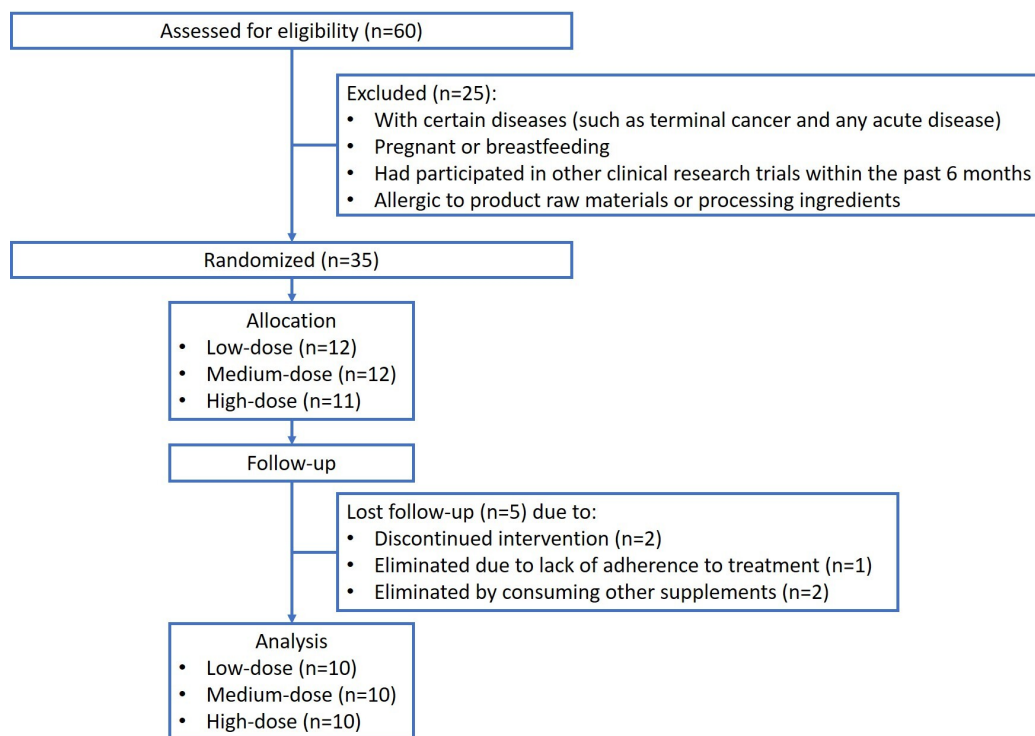 Assessed for eligibility (n=60)
Excluded (n=25):
• With certain diseases (such as terminal cancer and any acute disease)
• Pregnant or breastfeeding
• Had participated in other clinical research trials within the past 6 months
• Allergic to product raw materials or processing ingredients
Randomized (n=35)
Allocation
• Low-dose (n=12)
• Medium-dose (n=12)
• High-dose (n=11)
Follow-up
Lost follow-up (n=5) due to:
• Discontinued intervention (n=2)
• Eliminated due to lack of adherence to treatment (n=1)
• Eliminated by consuming other supplements (n=2)
Analysis
• Low-dose (n=10)
• Medium-dose (n=10)
• High-dose (n=10)